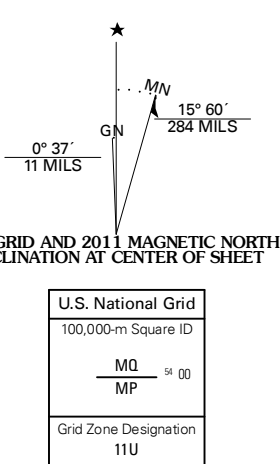 ★
MN
15° 60´
284 MILS
GN
0° 37´
11 MILS
GRID AND 2011 MAGNETIC NORTH
CLINATION AT CENTER OF SHEET
U.S. National Grid
100,000-m Square ID
MQ
54 00
MP
Grid Zone Designation
11U